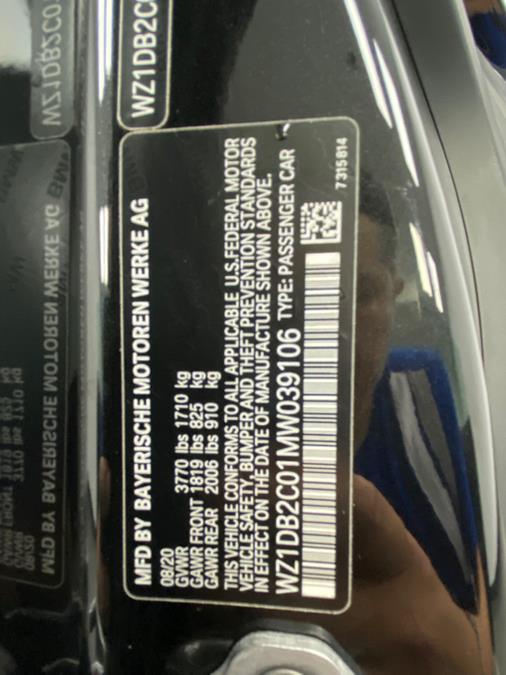 WZ1DB2C0
MFD BY BAYERISCHE MOTOREN WERKE AG
08/20
GVWR 3770 lbs 1710 kg
GAWR FRONT 1819 lbs 825 kg
GAWR REAR 2006 lbs 910 kg
THIS VEHICLE CONFORMS TO ALL APPLICABLE U.S.FEDERAL MOTOR
VEHICLE SAFETY, BUMPER AND THEFT PREVENTION STANDARDS
IN EFFECT ON THE DATE OF MANUFACTURE SHOWN ABOVE.
WZ1DB2C01MW039106 TYPE: PASSENGER CAR
7315814